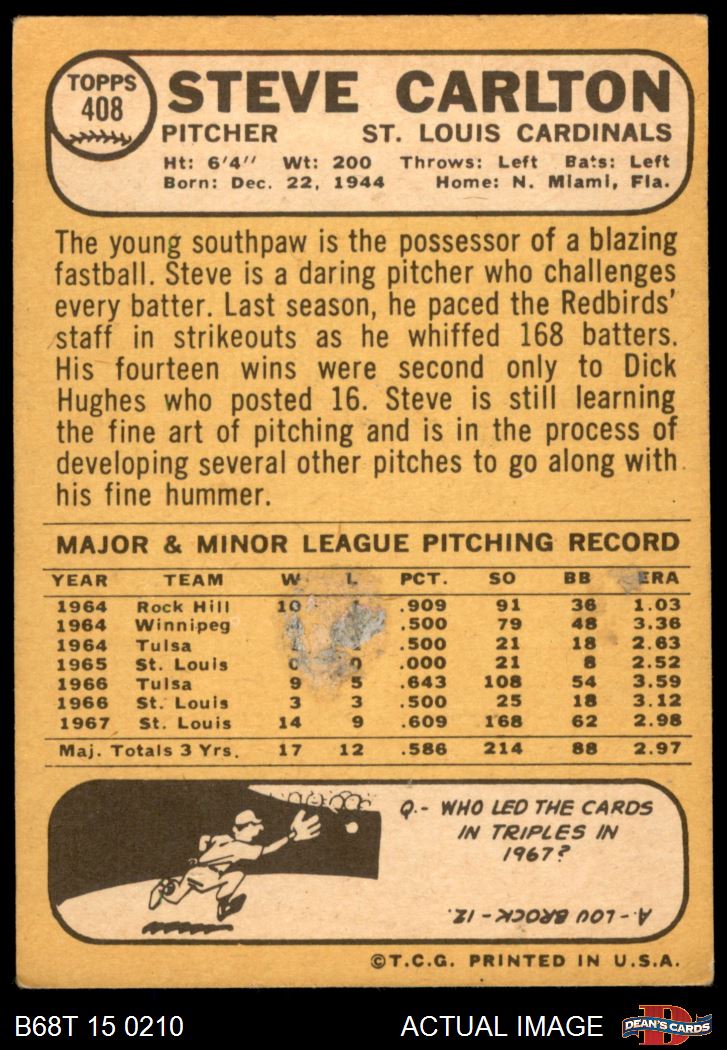 TOPPS
408
STEVE CARLTON
PITCHER ST. LOUIS CARDINALS
Ht: 6'4" Wt: 200 Throws: Left Bats: Left
Born: Dec. 22, 1944 Home: N. Miami, Fla.
The young southpaw is the possessor of a blazing
fastball. Steve is a daring pitcher who challenges
every batter. Last season, he paced the Redbirds'
staff in strikeouts as he whiffed 168 batters.
His fourteen wins were second only to Dick
Hughes who posted 16. Steve is still learning
the fine art of pitching and is in the process of
developing several other pitches to go along with
his fine hummer.
MAJOR & MINOR LEAGUE PITCHING RECORD
YEAR TEAM W L PCT. SO BB ERA
1964 Rock Hill 10 .909 91 36 1.03
1964 Winnipeg .500 79 48 3.36
1964 Tulsa .500 21 18 2.63
1965 St. Louis 0 0 .000 21 8 2.52
1966 Tulsa 9 5 .643 108 54 3.59
1966 St. Louis 3 3 .500 25 18 3.12
1967 St. Louis 14 9 .609 168 62 2.98
Maj. Totals 3 Yrs. 17 12 .586 214 88 2.97
Q.- WHO LED THE CARDS
IN TRIPLES IN
1967?
A.- LOU BROCK - 12.
©T.C.G. PRINTED IN U.S.A.
B68T 15 0210 ACTUAL IMAGE
D
DEAN'S CARDS